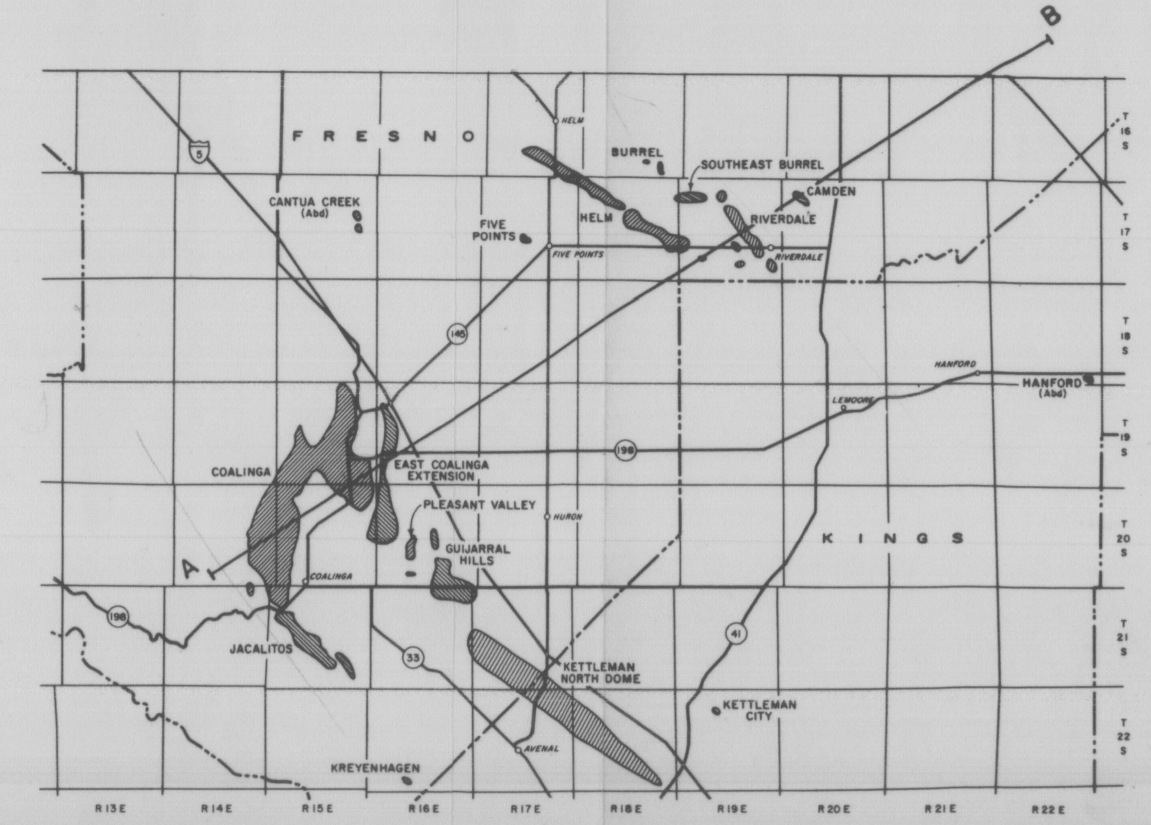 B
T
16
S
HELM
F R E S N O
5
BURREL
SOUTHEAST BURREL
CANTUA CREEK
(Abd)
CAMDEN
HELM
RIVERDALE
T
17
S
FIVE
POINTS
FIVE POINTS
RIVERDALE
145
T
18
S
HANFORD
HANFORD
(Abd)
LEMOORE
T
19
S
198
COALINGA
EAST COALINGA
EXTENSION
PLEASANT VALLEY
HURON
K I N G S
T
20
S
GUIJARRAL
HILLS
A
COALINGA
198
T
21
S
41
JACALITOS
33
KETTLEMAN
NORTH DOME
KETTLEMAN
CITY
T
22
S
AVENAL
KREYENHAGEN
R13E R14E R15E R16E R17E R18E R19E R20E R21E R22E